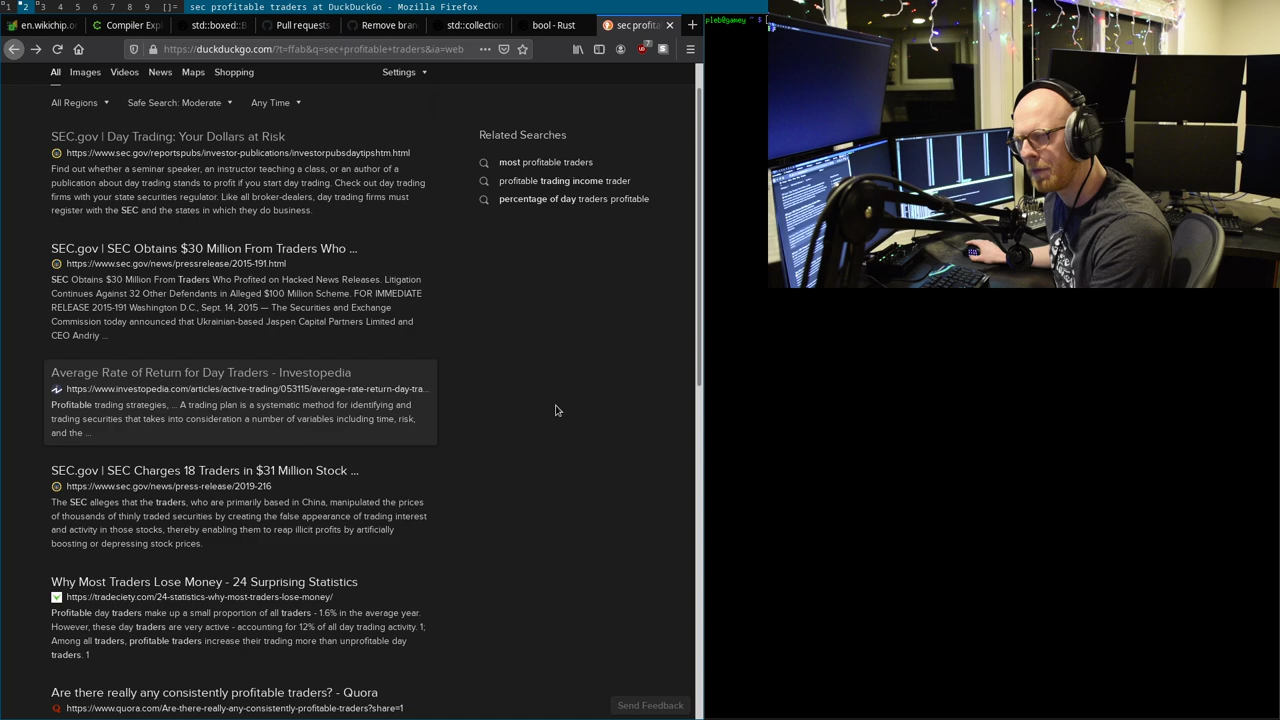 1 2 3 4 5 6 7 8 9 []= sec profitable traders at DuckDuckGo - Mozilla Firefox
en.wikichip.o
Compiler Expl
std::boxed::B
Pull requests
Remove bran
std::collection
bool - Rust
sec profita
https://duckduckgo.com/?t=ffab&q=sec+profitable+traders&ia=web
7
pleb@gamey ~ $
All Images Videos News Maps Shopping Settings
All Regions Safe Search: Moderate Any Time
SEC.gov | Day Trading: Your Dollars at Risk
https://www.sec.gov/reportspubs/investor-publications/investorpubsdaytipshtm.html
Find out whether a seminar speaker, an instructor teaching a class, or an author of a
publication about day trading stands to profit if you start day trading. Check out day trading
firms with your state securities regulator. Like all broker-dealers, day trading firms must
register with the SEC and the states in which they do business.
SEC.gov | SEC Obtains $30 Million From Traders Who ...
https://www.sec.gov/news/pressrelease/2015-191.html
SEC Obtains $30 Million From Traders Who Profited on Hacked News Releases. Litigation
Continues Against 32 Other Defendants in Alleged $100 Million Scheme. FOR IMMEDIATE
RELEASE 2015-191 Washington D.C., Sept. 14, 2015 — The Securities and Exchange
Commission today announced that Ukrainian-based Jaspen Capital Partners Limited and
CEO Andriy ...
Average Rate of Return for Day Traders - Investopedia
https://www.investopedia.com/articles/active-trading/053115/average-rate-return-day-tra...
Profitable trading strategies, ... A trading plan is a systematic method for identifying and
trading securities that takes into consideration a number of variables including time, risk,
and the ...
SEC.gov | SEC Charges 18 Traders in $31 Million Stock ...
https://www.sec.gov/news/press-release/2019-216
The SEC alleges that the traders, who are primarily based in China, manipulated the prices
of thousands of thinly traded securities by creating the false appearance of trading interest
and activity in those stocks, thereby enabling them to reap illicit profits by artificially
boosting or depressing stock prices.
Why Most Traders Lose Money - 24 Surprising Statistics
https://tradeciety.com/24-statistics-why-most-traders-lose-money/
Profitable day traders make up a small proportion of all traders - 1.6% in the average year.
However, these day traders are very active - accounting for 12% of all day trading activity. 1;
Among all traders, profitable traders increase their trading more than unprofitable day
traders. 1
Are there really any consistently profitable traders? - Quora
https://www.quora.com/Are-there-really-any-consistently-profitable-traders?share=1
Related Searches
most profitable traders
profitable trading income trader
percentage of day traders profitable
Send Feedback